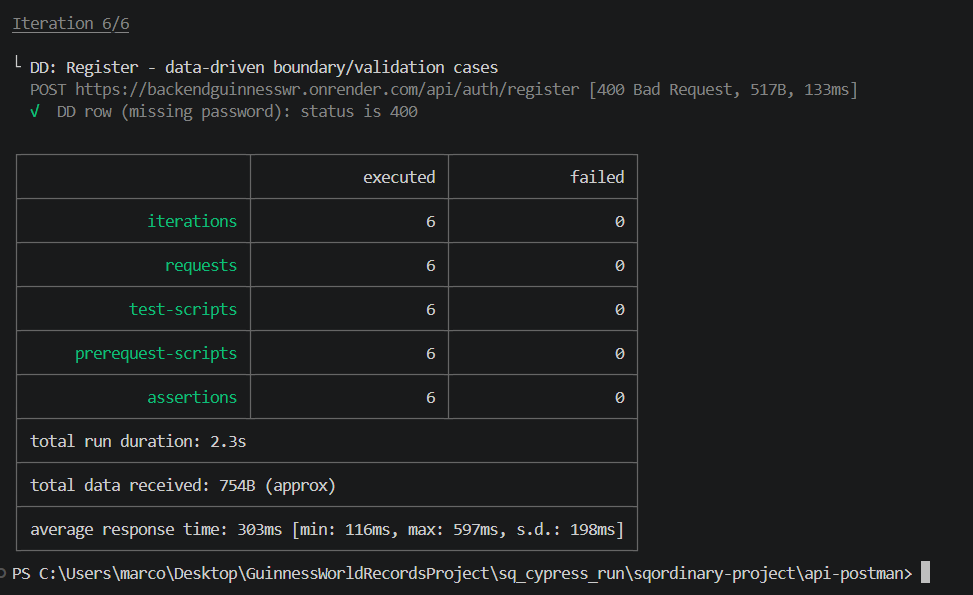 Iteration 6/6
└ DD: Register - data-driven boundary/validation cases
POST https://backendguinnesswr.onrender.com/api/auth/register [400 Bad Request, 517B, 133ms]
√ DD row (missing password): status is 400
executed failed
iterations 6 0
requests 6 0
test-scripts 6 0
prerequest-scripts 6 0
assertions 6 0
total run duration: 2.3s
total data received: 754B (approx)
average response time: 303ms [min: 116ms, max: 597ms, s.d.: 198ms]
PS C:\Users\marco\Desktop\GuinnessWorldRecordsProject\sq_cypress_run\sqordinary-project\api-postman>